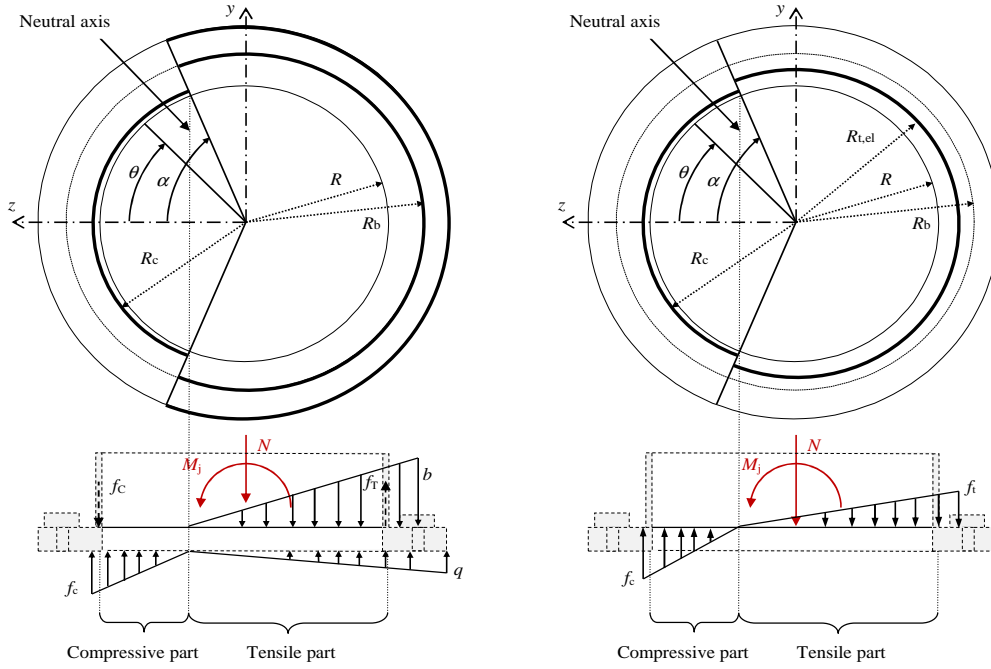 Neutral axis
y
z
θ
α
R
Rb
Rc
Mj
N
fC
fT
b
fc
q
Compressive part
Tensile part
Neutral axis
y
z
θ
α
Rt,el
R
Rb
Rc
Mj
N
ft
fc
Compressive part
Tensile part